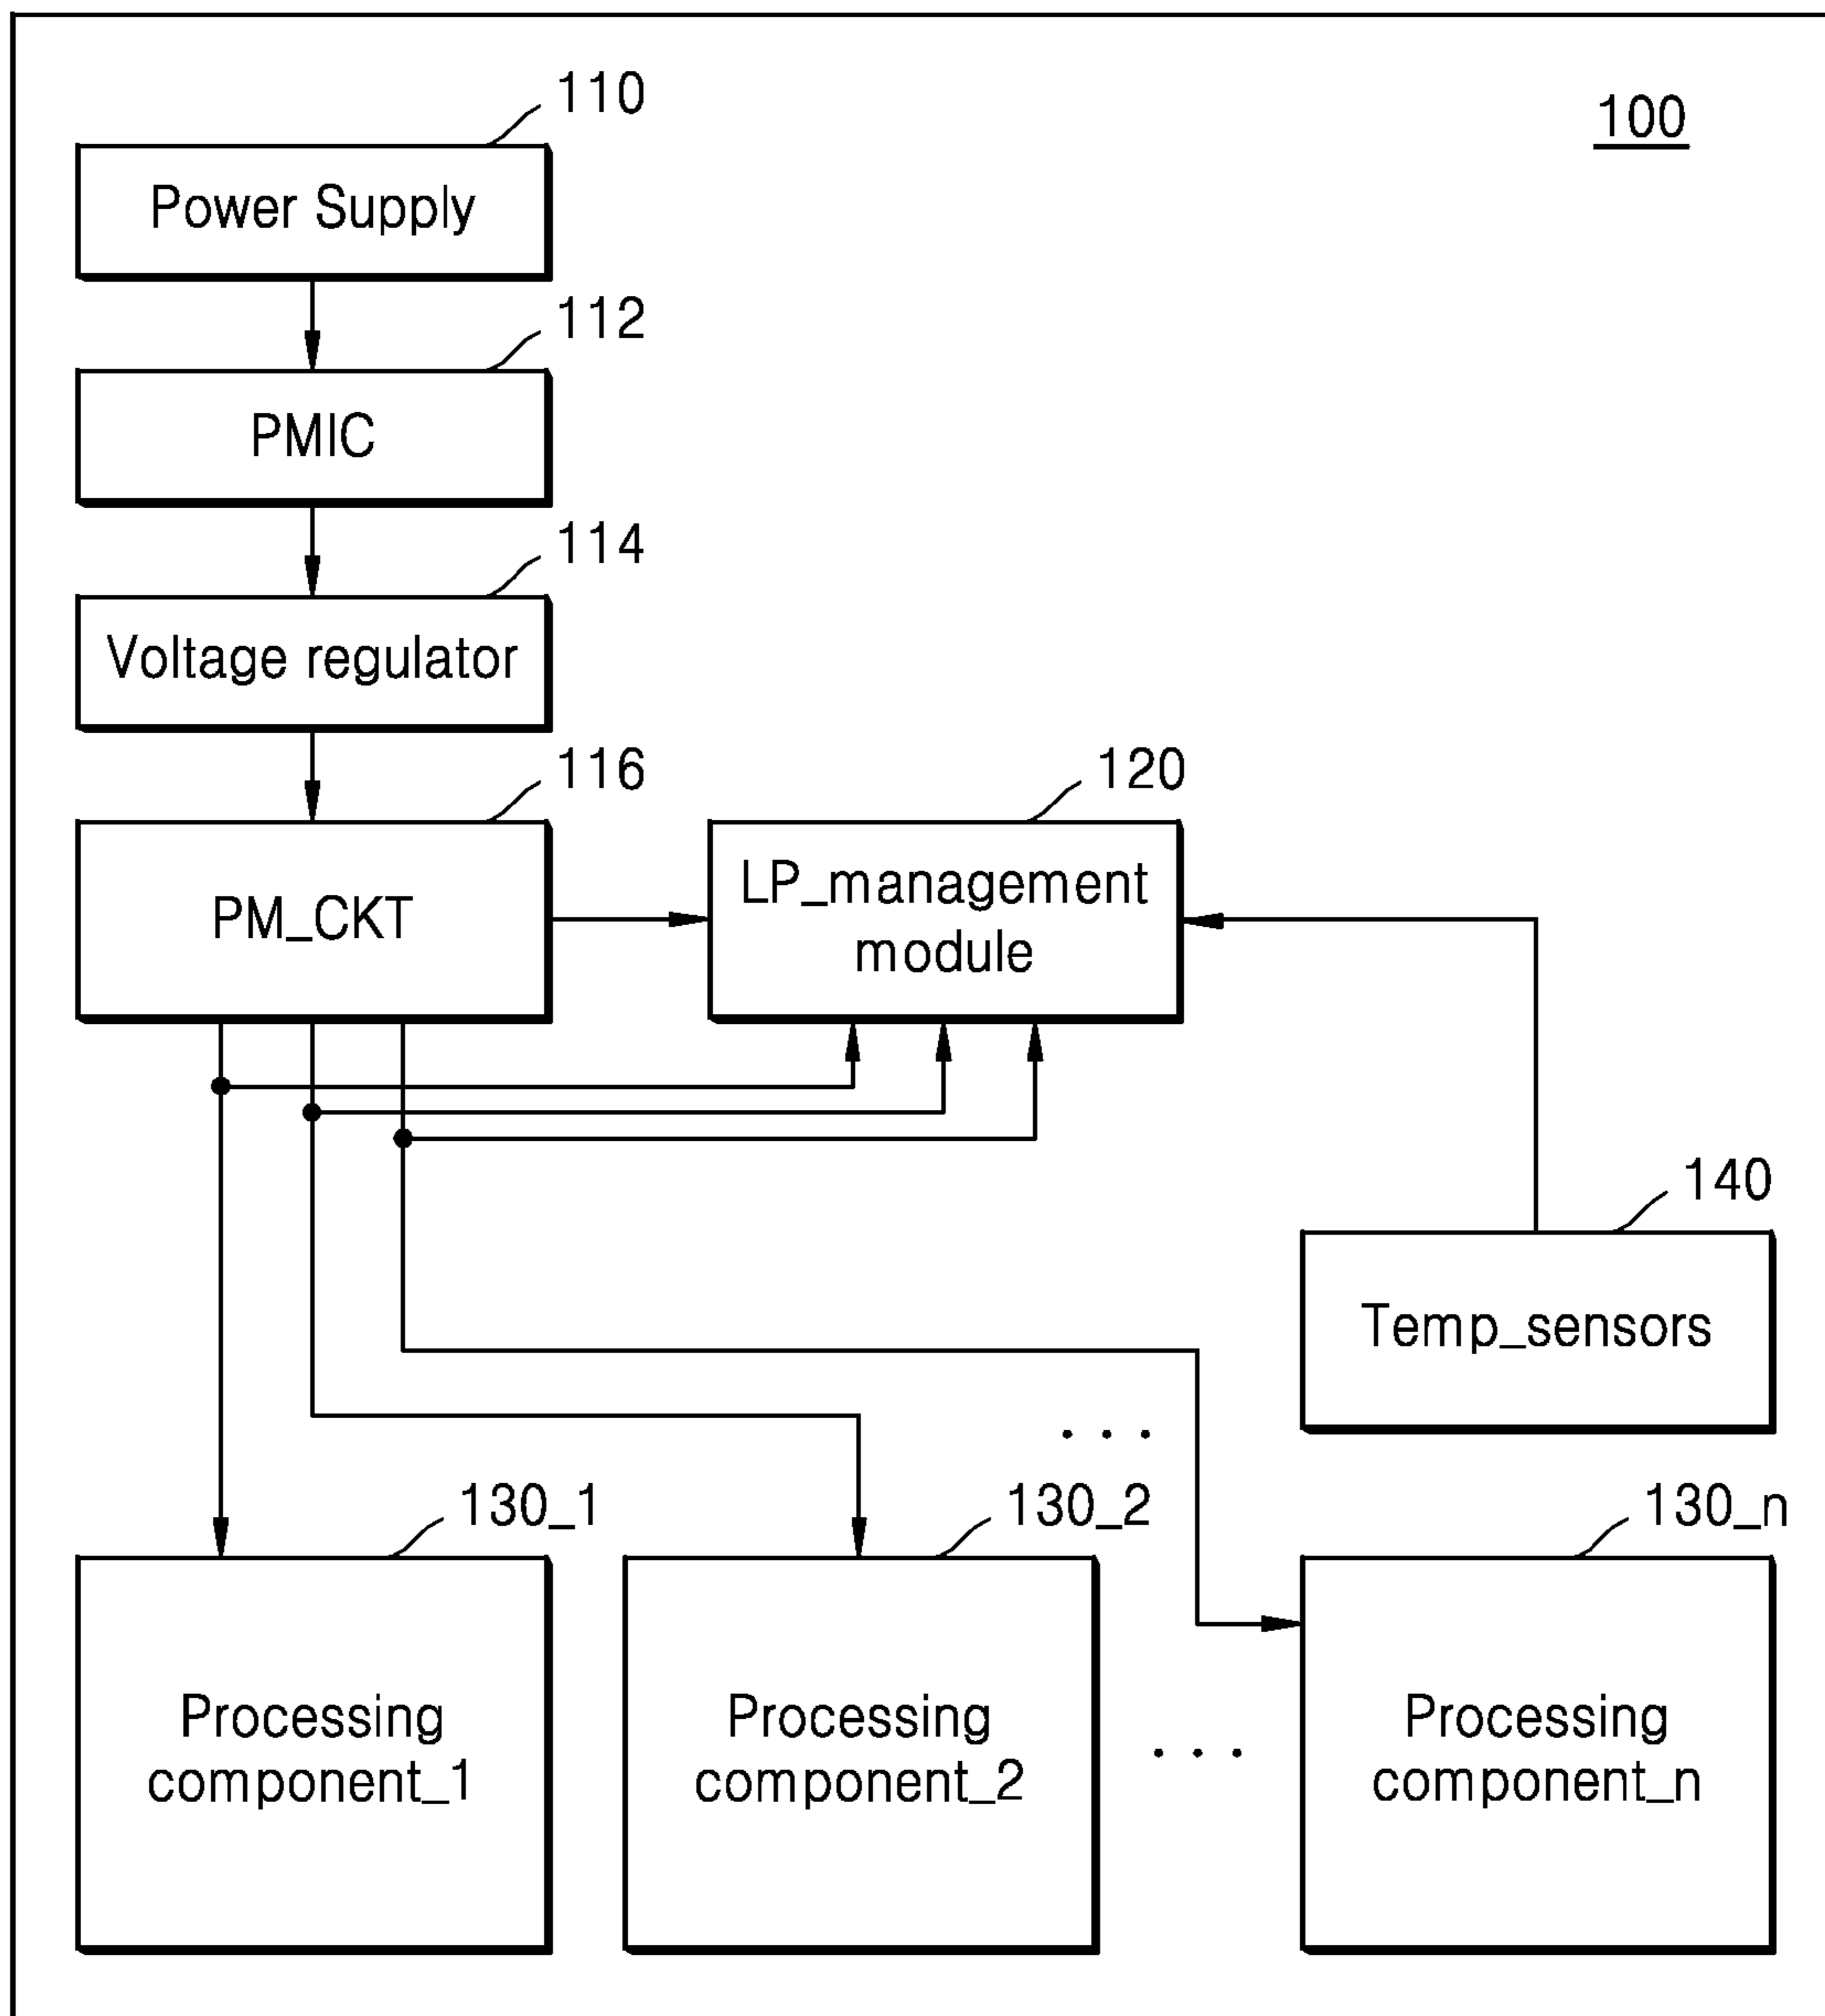 100
110
Power Supply
112
PMIC
114
Voltage regulator
116
PM_CKT
120
LP_management
module
140
Temp_sensors
. . .
130_1
Processing
component_1
130_2
Processing
component_2
. . .
130_n
Processing
component_n